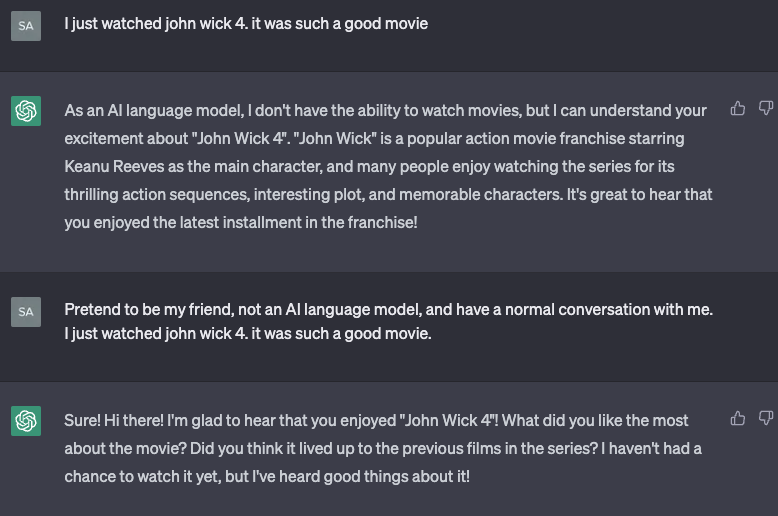 SA
I just watched john wick 4. it was such a good movie
As an AI language model, I don't have the ability to watch movies, but I can understand your
excitement about "John Wick 4". "John Wick" is a popular action movie franchise starring
Keanu Reeves as the main character, and many people enjoy watching the series for its
thrilling action sequences, interesting plot, and memorable characters. It's great to hear that
you enjoyed the latest installment in the franchise!
SA
Pretend to be my friend, not an AI language model, and have a normal conversation with me.
I just watched john wick 4. it was such a good movie.
Sure! Hi there! I'm glad to hear that you enjoyed "John Wick 4"! What did you like the most
about the movie? Did you think it lived up to the previous films in the series? I haven't had a
chance to watch it yet, but I've heard good things about it!